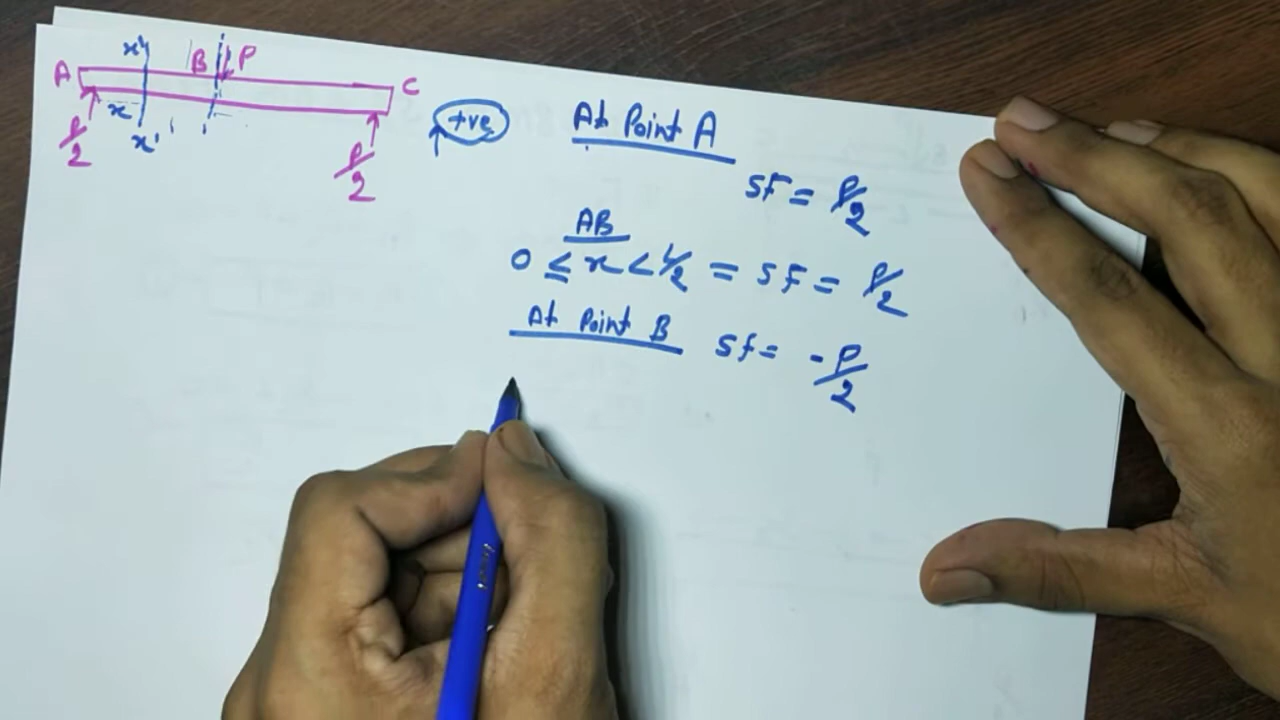 x'
B P
A
C
x
x'
P/2
P/2
+ve
At Point A
SF = P/2
AB
0 ≤ x < L/2 = SF = P/2
At Point B SF = -P/2